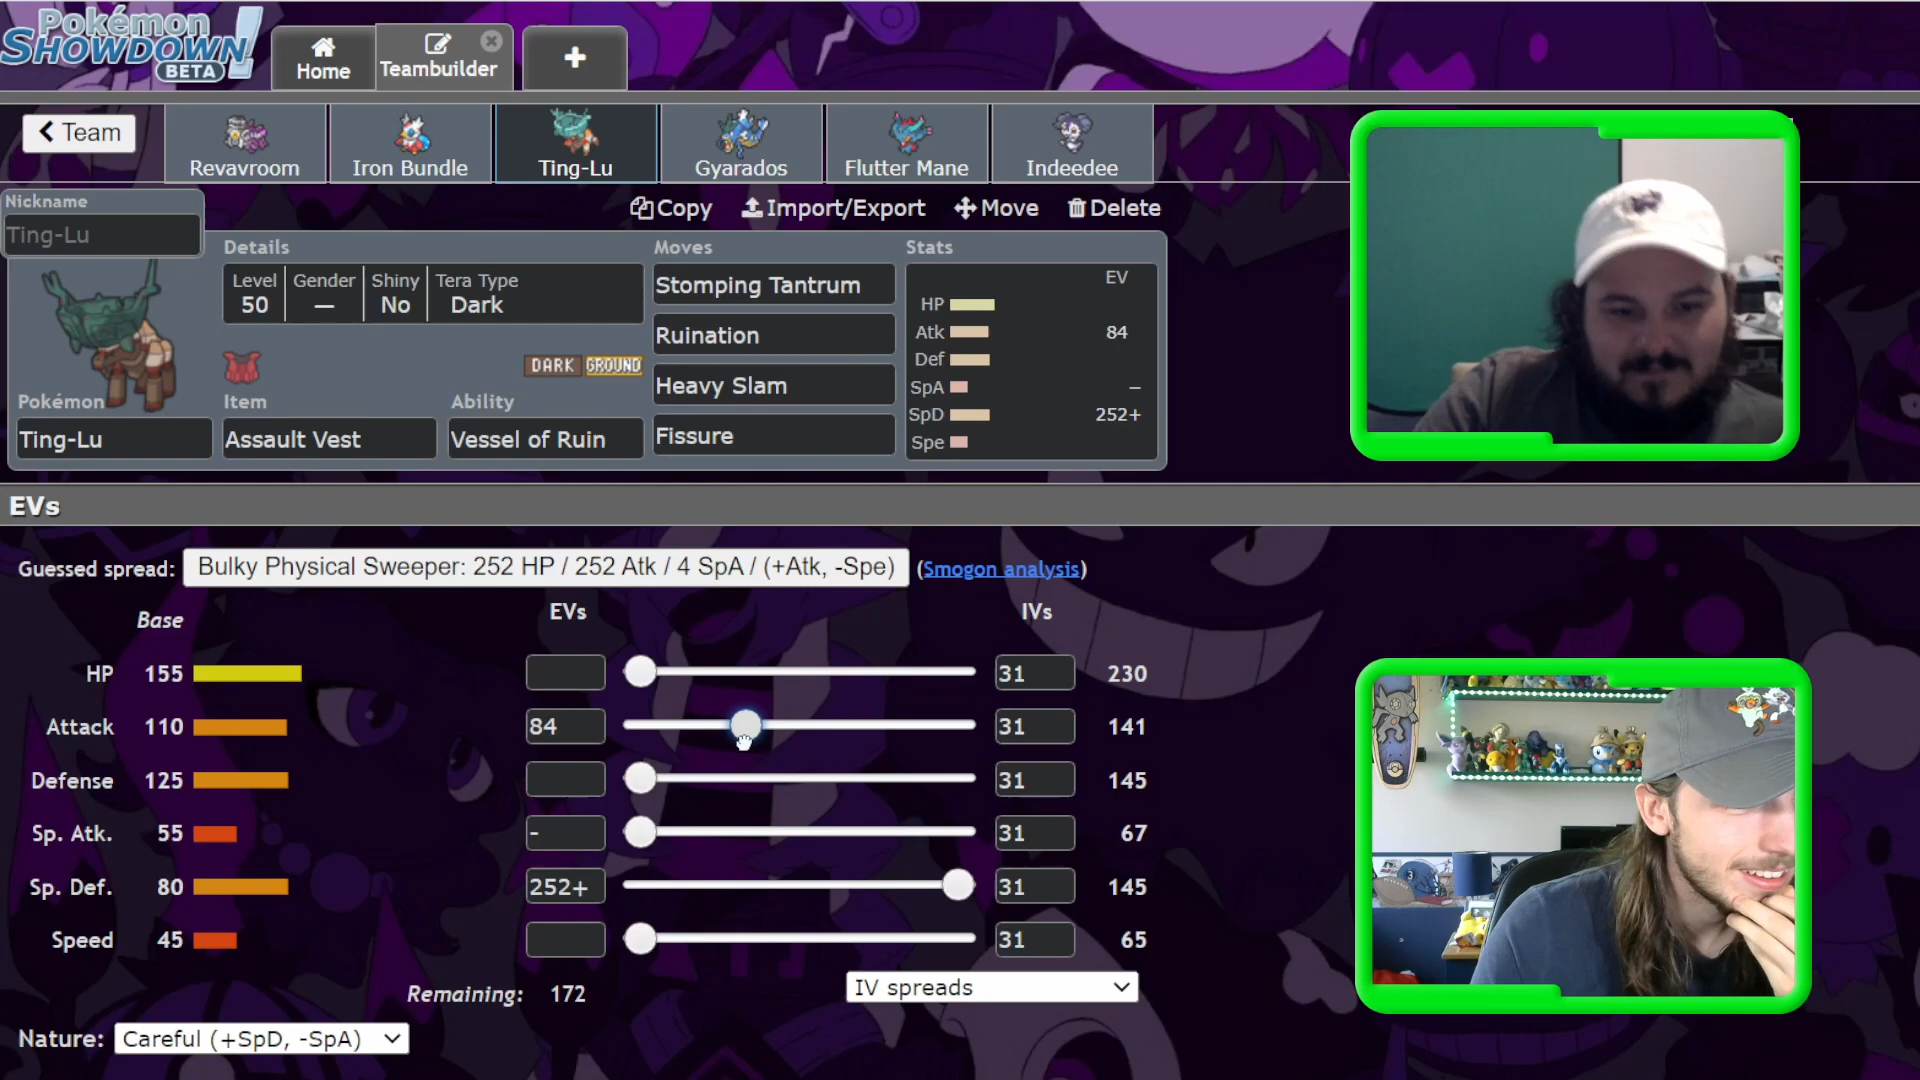 Pokémon
SHOWDOWN!
BETA
Home
Teambuilder
+
Team
Revavroom
Iron Bundle
Ting-Lu
Gyarados
Flutter Mane
Indeedee
Copy
Import/Export
Move
Delete
Nickname
Ting-Lu
Details
Moves
Stats
Level
Gender
Shiny
Tera Type
50
—
No
Dark
Stomping Tantrum
Ruination
Heavy Slam
Fissure
EV
HP
Atk 84
Def
SpA –
SpD 252+
Spe
DARK GROUND
Pokémon
Item
Ability
Ting-Lu
Assault Vest
Vessel of Ruin
EVs
Guessed spread: Bulky Physical Sweeper: 252 HP / 252 Atk / 4 SpA / (+Atk, -Spe) (Smogon analysis)
Base EVs IVs
HP 155 31 230
Attack 110 84 31 141
Defense 125 31 145
Sp. Atk. 55 - 31 67
Sp. Def. 80 252+ 31 145
Speed 45 31 65
Remaining: 172 IV spreads
Nature: Careful (+SpD, -SpA)